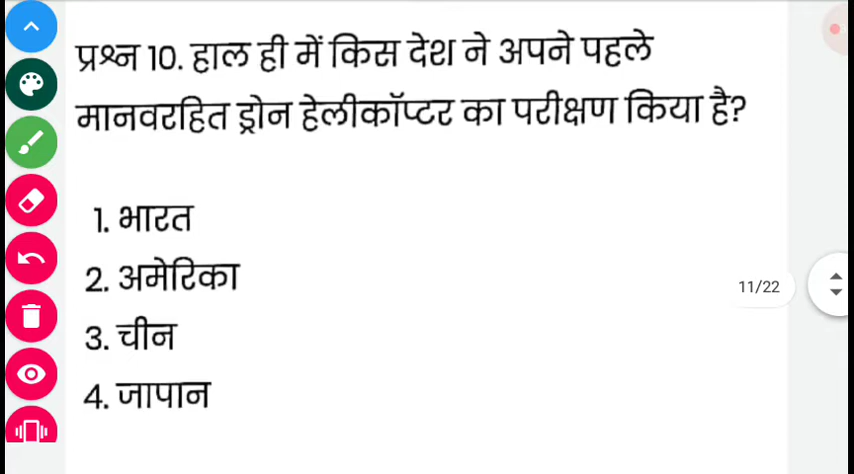 प्रश्न 10. हाल ही में किस देश ने अपने पहले
मानवरहित ड्रोन हेलीकॉप्टर का परीक्षण किया है?
1. भारत
2. अमेरिका
3. चीन
4. जापान
11/22